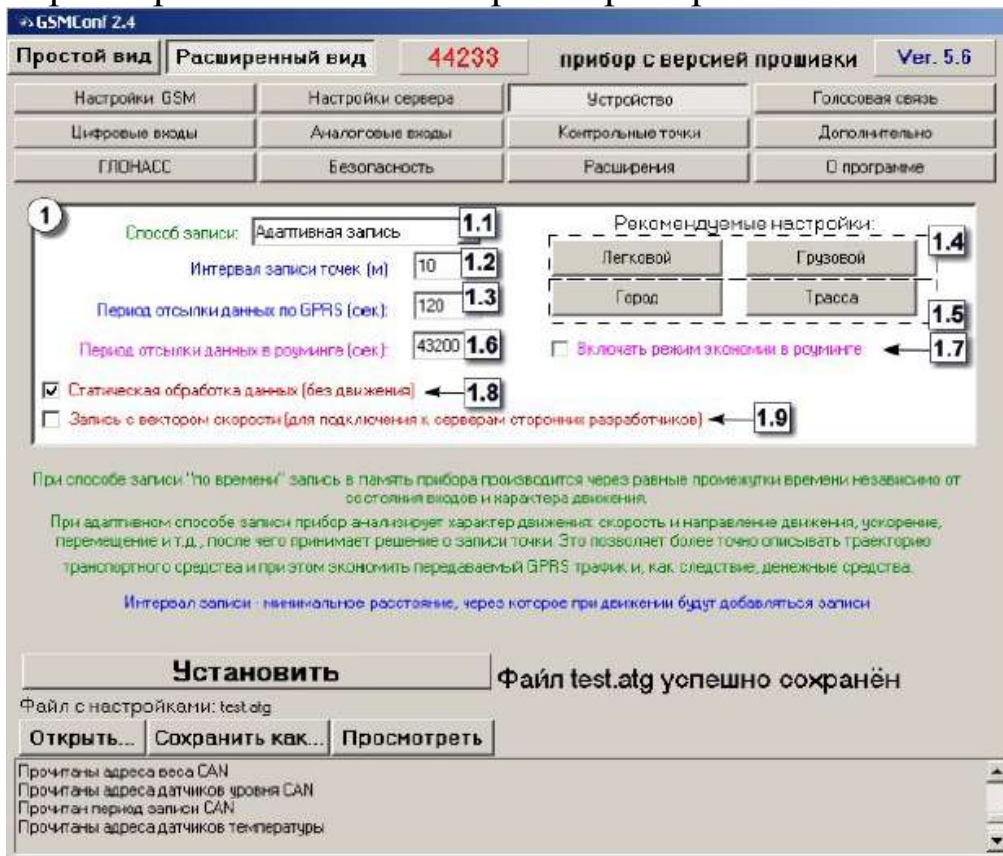 GSMConf 2.4
Простой вид Расширенный вид 44233 прибор с версией прошивки Ver. 5.6
Настройки GSM Настройки сервера Устройство Голосовая связь
Цифровые входы Аналоговые входы Контрольные точки Дополнительно
ГЛОНАСС Безопасность Расширения О программе
1
Способ записи: Адаптивная запись 1.1
Интервал записи точек (м) 10 1.2
Период отсылки данных по GPRS (сек): 120 1.3
Период отсылки данных в роуминге (сек): 43200 1.6
Рекомендуемые настройки:
Легковой Грузовой 1.4
Город Трасса 1.5
Включать режим экономии в роуминге 1.7
Статическая обработка данных (без движения) 1.8
Запись с вектором скорости (для подключения к серверам сторонних разработчиков) 1.9
При способе записи "по времени" запись в память прибора производится через равные промежутки времени независимо от
состояния входов и характера движения.
При адаптивном способе записи прибор анализирует характер движения: скорость и направление движения, ускорение,
перемещение и т.д., после чего принимает решение о записи точки. Это позволяет более точно описывать траекторию
транспортного средства и при этом экономить передаваемый GPRS трафик и, как следствие, денежные средства.
Интервал записи - минимальное расстояние, через которое при движении будут добавляться записи
Установить
Файл test.atg успешно сохранён
Файл с настройками: test.atg
Открыть... Сохранить как... Просмотреть
Прочитаны адреса веса CAN
Прочитаны адреса датчиков уровня CAN
Прочитан период записи CAN
Прочитаны адреса датчиков температуры